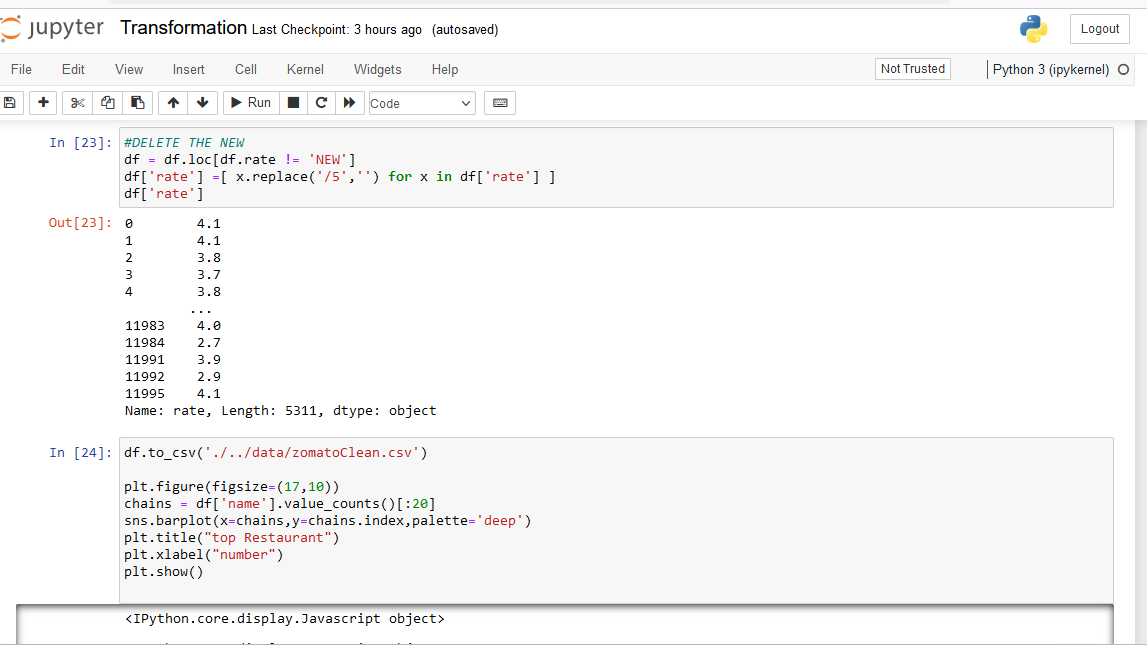 jupyter Transformation Last Checkpoint: 3 hours ago (autosaved) Logout
File Edit View Insert Cell Kernel Widgets Help Not Trusted Python 3 (ipykernel)
Run Code
In [23]: #DELETE THE NEW
df = df.loc[df.rate != 'NEW']
df['rate'] =[ x.replace('/5','') for x in df['rate'] ]
df['rate']
Out[23]: 0 4.1
1 4.1
2 3.8
3 3.7
4 3.8
...
11983 4.0
11984 2.7
11991 3.9
11992 2.9
11995 4.1
Name: rate, Length: 5311, dtype: object
In [24]: df.to_csv('./../data/zomatoClean.csv')
plt.figure(figsize=(17,10))
chains = df['name'].value_counts()[:20]
sns.barplot(x=chains,y=chains.index,palette='deep')
plt.title("top Restaurant")
plt.xlabel("number")
plt.show()
<IPython.core.display.Javascript object>